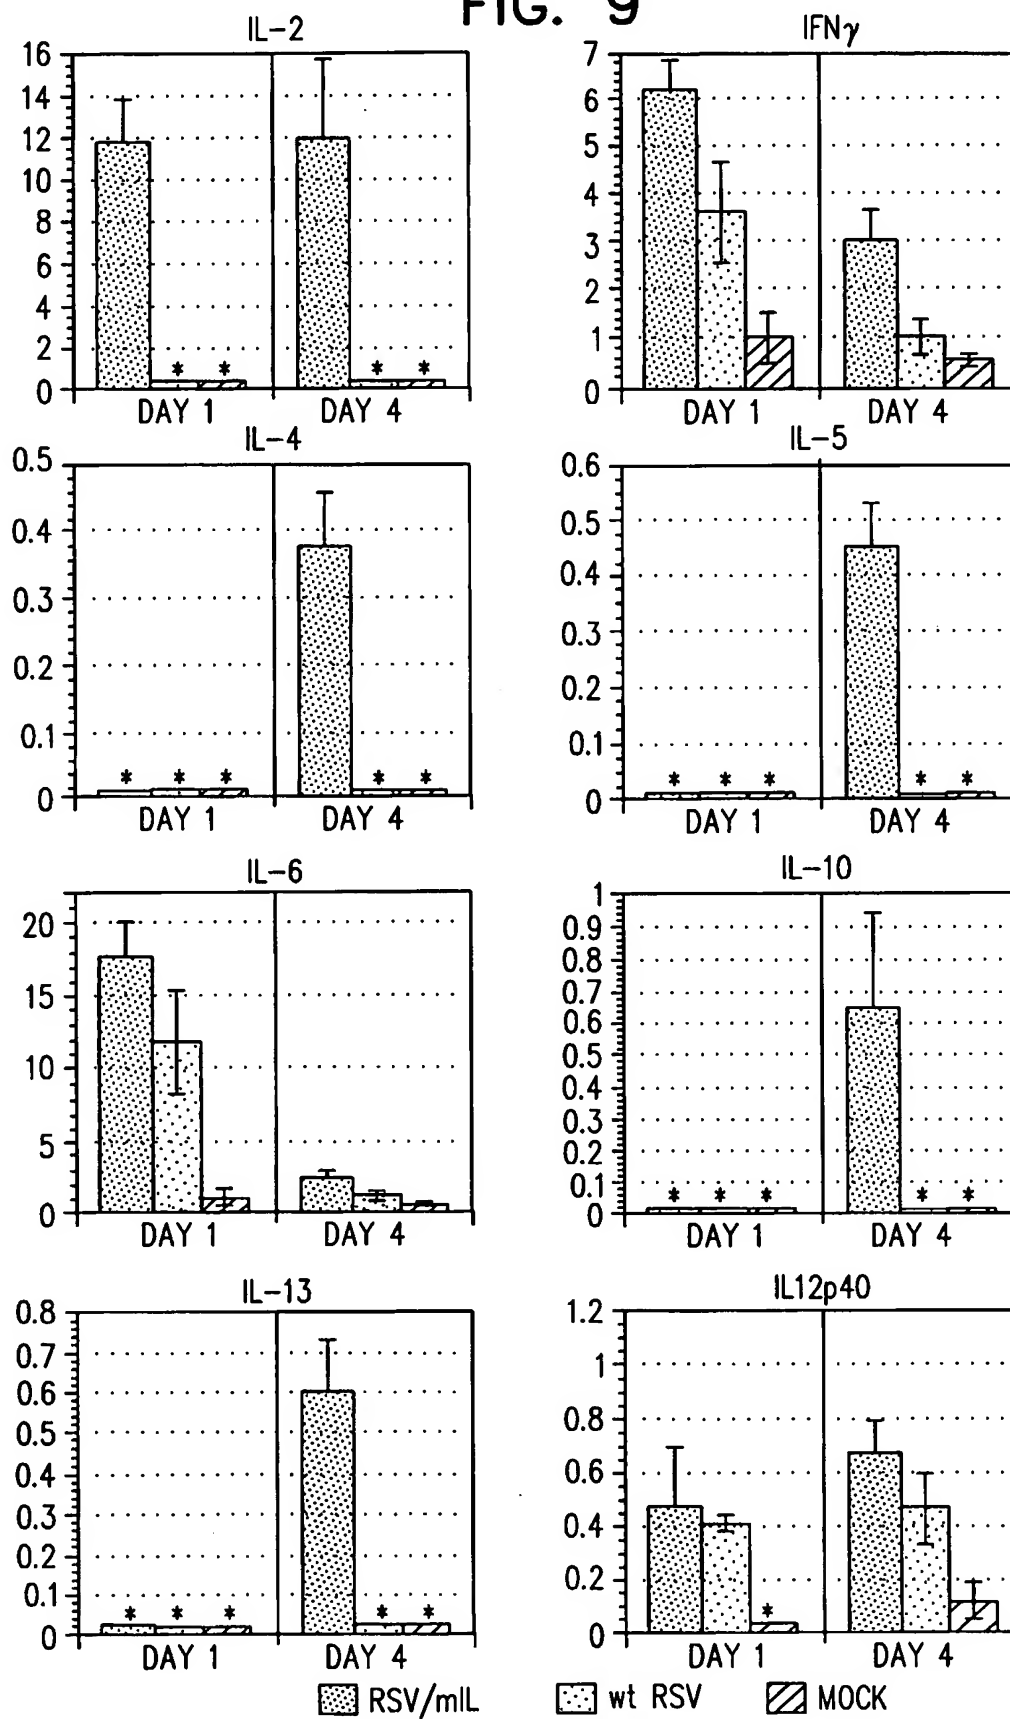 FIG. 9
IL-2
16
14
12
10
8
6
4
2
0
* *
* *
DAY 1
DAY 4
IFNγ
7
6
5
4
3
2
1
0
DAY 1
DAY 4
IL-4
0.5
0.4
0.3
0.2
0.1
0
* * *
* *
DAY 1
DAY 4
IL-5
0.6
0.5
0.4
0.3
0.2
0.1
0
* * *
* *
DAY 1
DAY 4
IL-6
20
15
10
5
0
DAY 1
DAY 4
IL-10
1
0.9
0.8
0.7
0.6
0.5
0.4
0.3
0.2
0.1
0
* * *
* *
DAY 1
DAY 4
IL-13
0.8
0.7
0.6
0.5
0.4
0.3
0.2
0.1
0
* * *
* *
DAY 1
DAY 4
IL12p40
1.2
1
0.8
0.6
0.4
0.2
0
*
DAY 1
DAY 4
RSV/mIL
wt RSV
MOCK